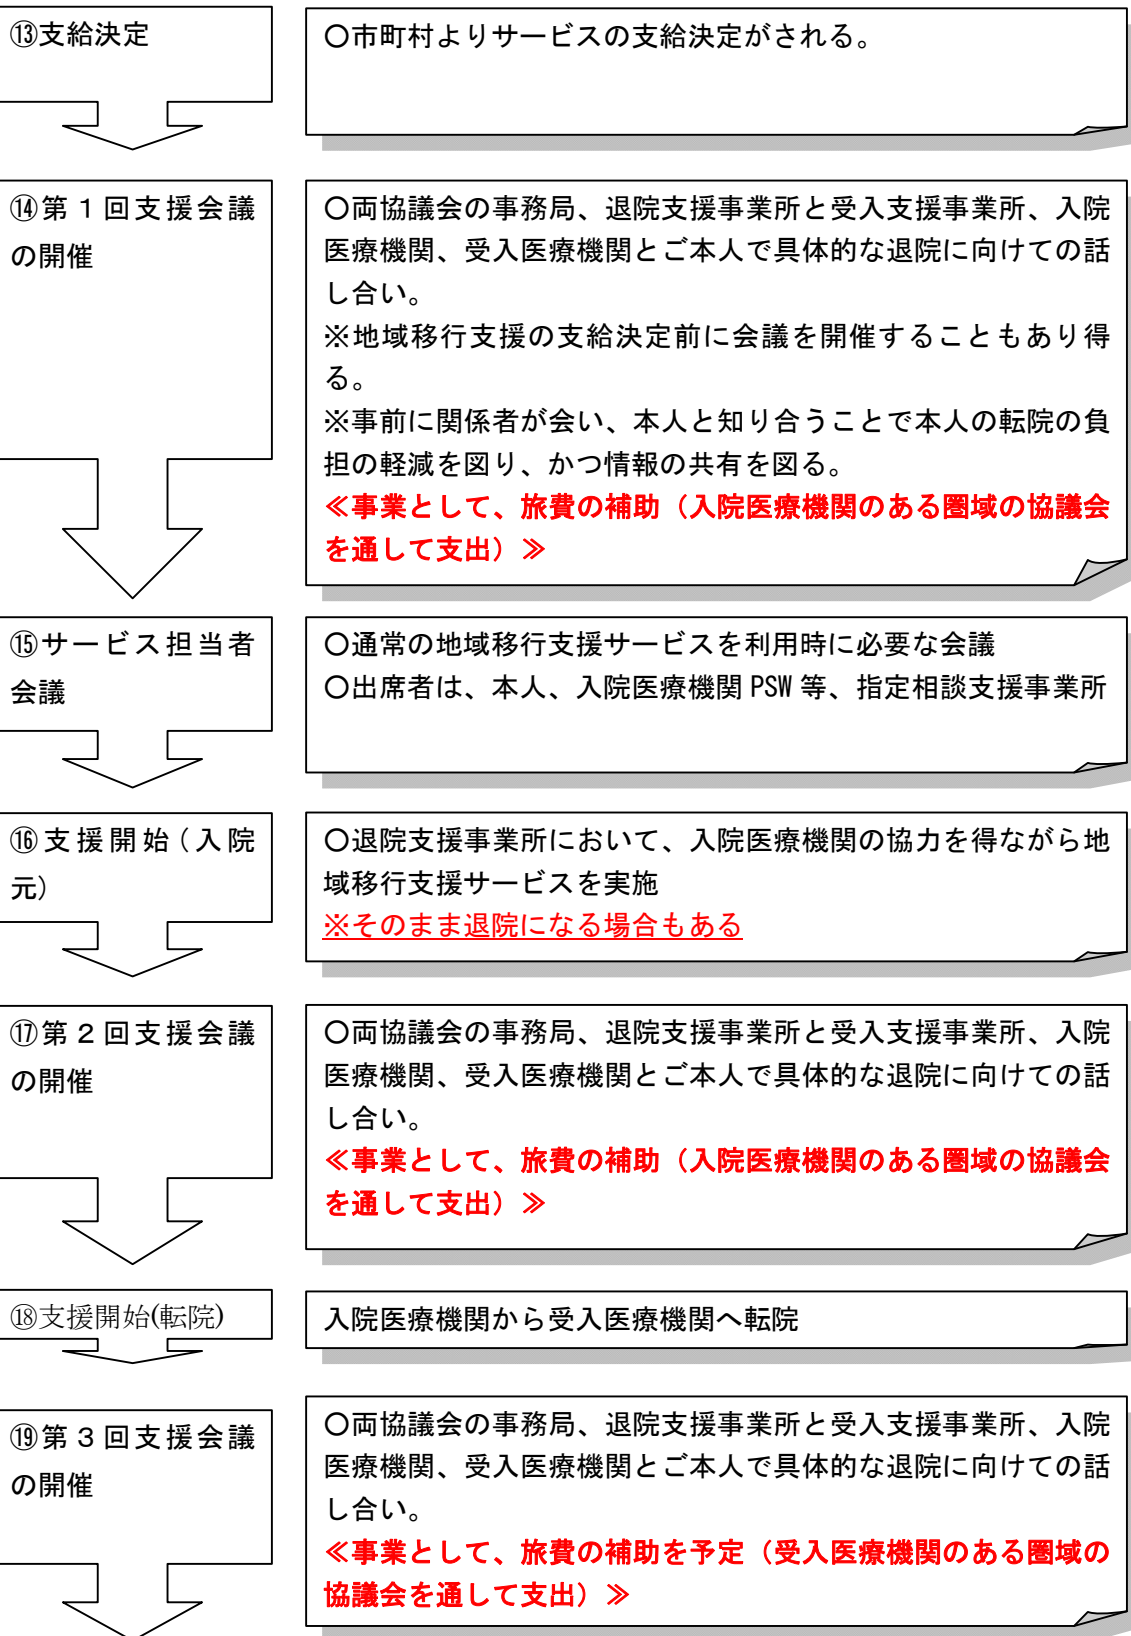 ⑬支給決定
〇市町村よりサービスの支給決定がされる。
⑭第１回支援会議
の開催
〇両協議会の事務局、退院支援事業所と受入支援事業所、入院
医療機関、受入医療機関とご本人で具体的な退院に向けての話
し合い。
※地域移行支援の支給決定前に会議を開催することもあり得
る。
※事前に関係者が会い、本人と知り合うことで本人の転院の負
担の軽減を図り、かつ情報の共有を図る。
≪事業として、旅費の補助（入院医療機関のある圏域の協議会
を通して支出）≫
⑮サービス担当者
会議
〇通常の地域移行支援サービスを利用時に必要な会議
〇出席者は、本人、入院医療機関 PSW 等、指定相談支援事業所
⑯支援開始(入院
元)
〇退院支援事業所において、入院医療機関の協力を得ながら地
域移行支援サービスを実施
※そのまま退院になる場合もある
⑰第２回支援会議
の開催
〇両協議会の事務局、退院支援事業所と受入支援事業所、入院
医療機関、受入医療機関とご本人で具体的な退院に向けての話
し合い。
≪事業として、旅費の補助（入院医療機関のある圏域の協議会
を通して支出）≫
⑱支援開始(転院)
入院医療機関から受入医療機関へ転院
⑲第３回支援会議
の開催
〇両協議会の事務局、退院支援事業所と受入支援事業所、入院
医療機関、受入医療機関とご本人で具体的な退院に向けての話
し合い。
≪事業として、旅費の補助を予定（受入医療機関のある圏域の
協議会を通して支出）≫